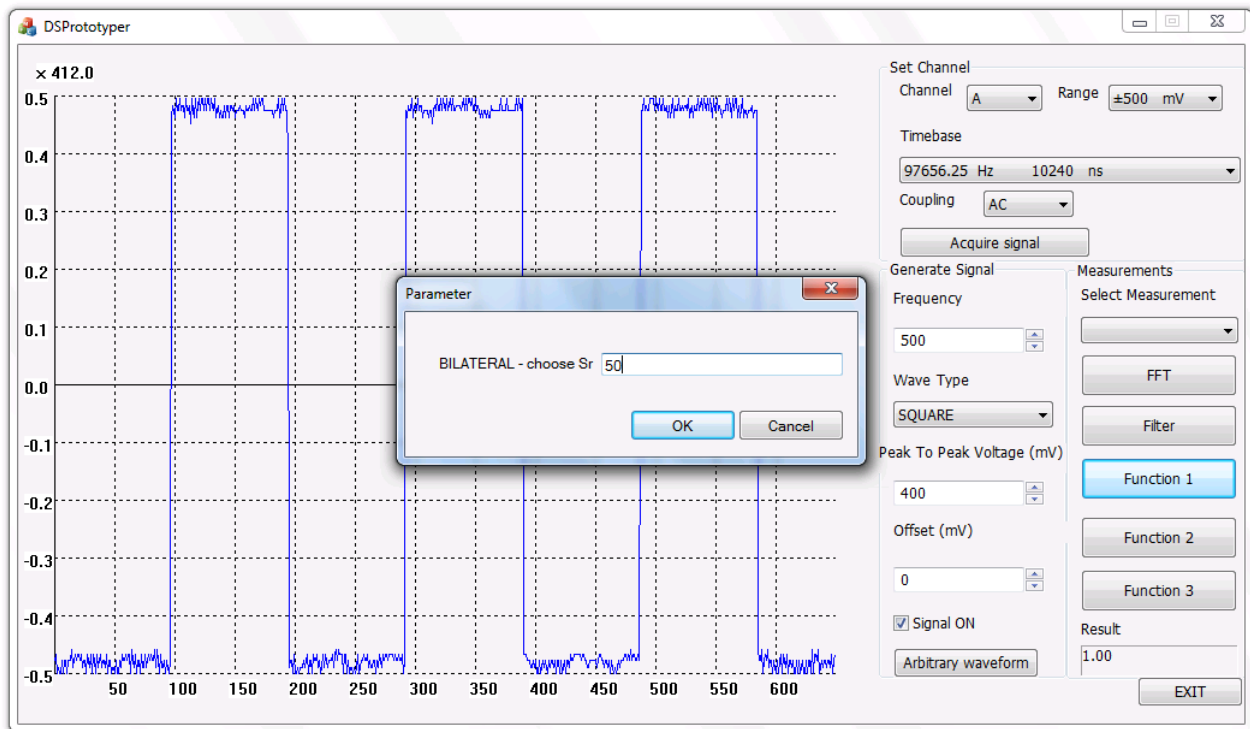 DSPrototyper
× 412.0
0.5
0.4
0.3
0.2
0.1
0.0
-0.1
-0.2
-0.3
-0.4
-0.5
50 100 150 200 250 300 350 400 450 500 550 600
Parameter
BILATERAL - choose Sr 50
OK Cancel
Set Channel
Channel A Range ±500 mV
Timebase
97656.25 Hz 10240 ns
Coupling AC
Acquire signal
Generate Signal
Frequency
500
Wave Type
SQUARE
Peak To Peak Voltage (mV)
400
Offset (mV)
0
Signal ON
Arbitrary waveform
Measurements
Select Measurement
FFT
Filter
Function 1
Function 2
Function 3
Result
1.00
EXIT